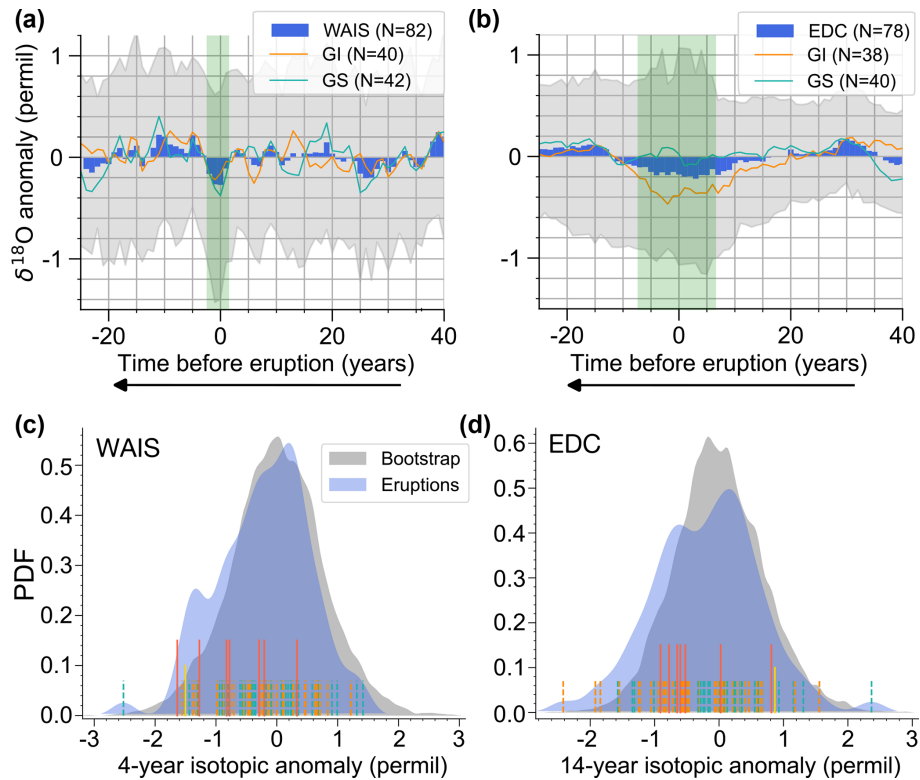 (a)
WAIS (N=82)
GI (N=40)
GS (N=42)
δ¹⁸O anomaly (permil)
1
0
-1
-20
0
20
40
Time before eruption (years)
(b)
EDC (N=78)
GI (N=38)
GS (N=40)
1
0
-1
-20
0
20
40
Time before eruption (years)
(c)
WAIS
Bootstrap
Eruptions
PDF
0.5
0.4
0.3
0.2
0.1
0.0
-3
-2
-1
0
1
2
3
4-year isotopic anomaly (permil)
(d)
EDC
0.6
0.5
0.4
0.3
0.2
0.1
0.0
-2
-1
0
1
2
3
14-year isotopic anomaly (permil)